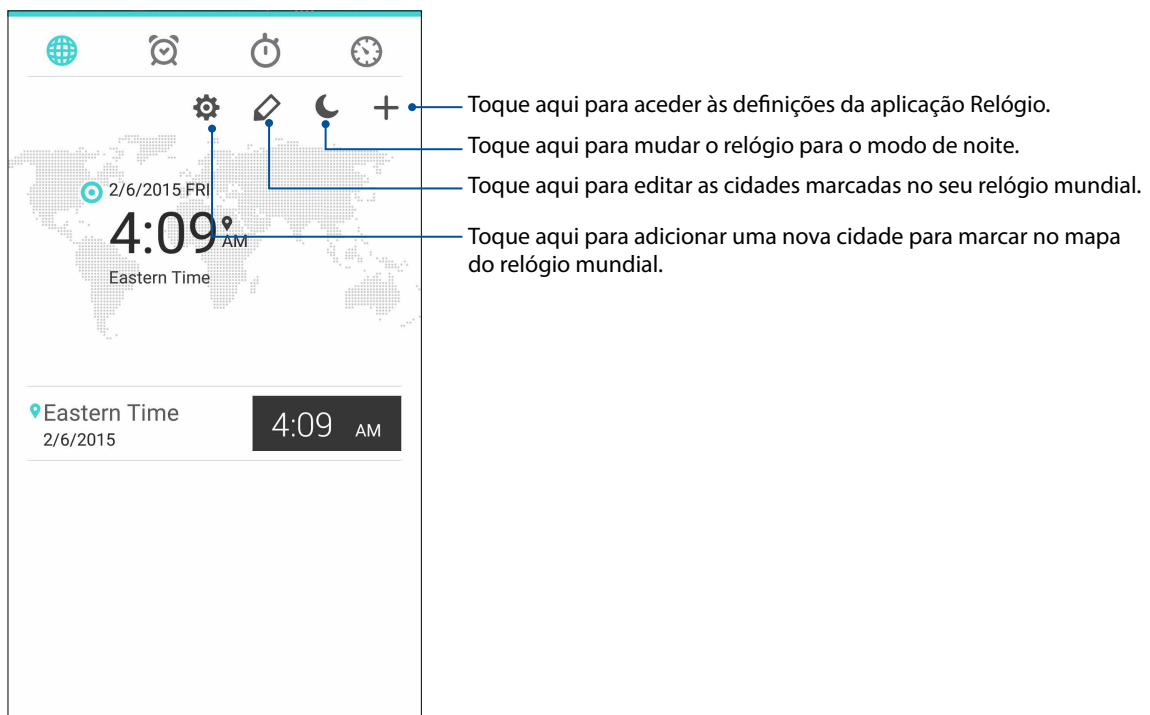 Toque aqui para aceder às definições da aplicação Relógio.
Toque aqui para mudar o relógio para o modo de noite.
Toque aqui para editar as cidades marcadas no seu relógio mundial.
Toque aqui para adicionar uma nova cidade para marcar no mapa
do relógio mundial.
2/6/2015 FRI
4:09 AM
Eastern Time
Eastern Time
2/6/2015
4:09 AM